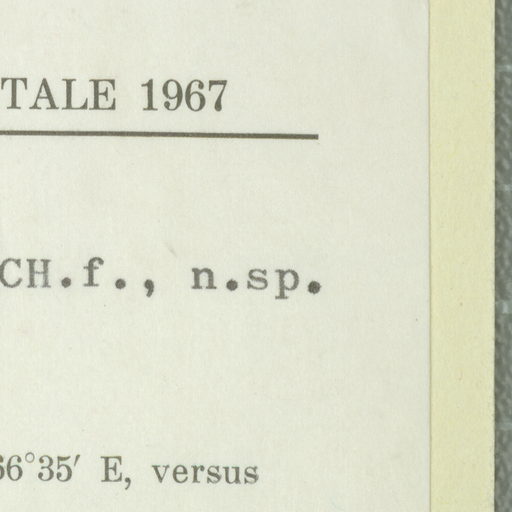 TALE 1967
CH.f., n.sp.
66°35′ E, versus